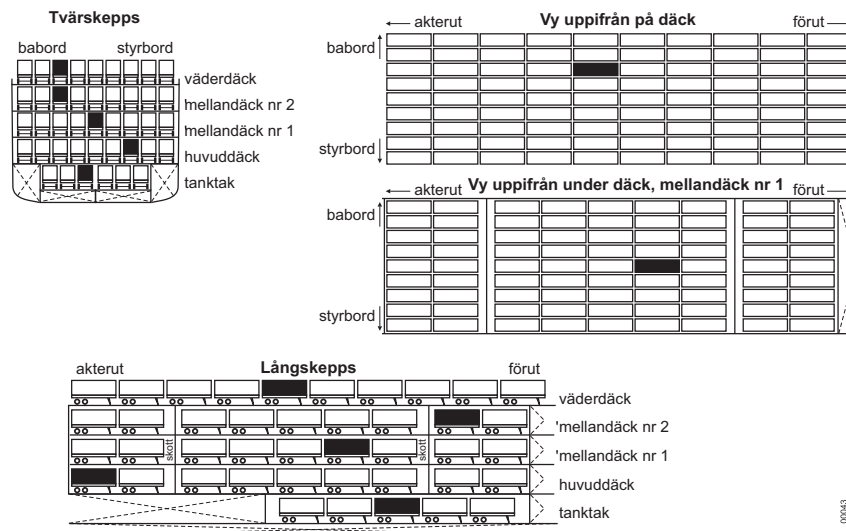 Tvärskepps
babord styrbord
väderdäck
mellandäck nr 2
mellandäck nr 1
huvuddäck
tanktak
akterut Vy uppifrån på däck förut
babord
styrbord
akterut Vy uppifrån under däck, mellandäck nr 1 förut
babord
styrbord
akterut Långskepps förut
väderdäck
'mellandäck nr 2
skott skott 'mellandäck nr 1
huvuddäck
tanktak
00043